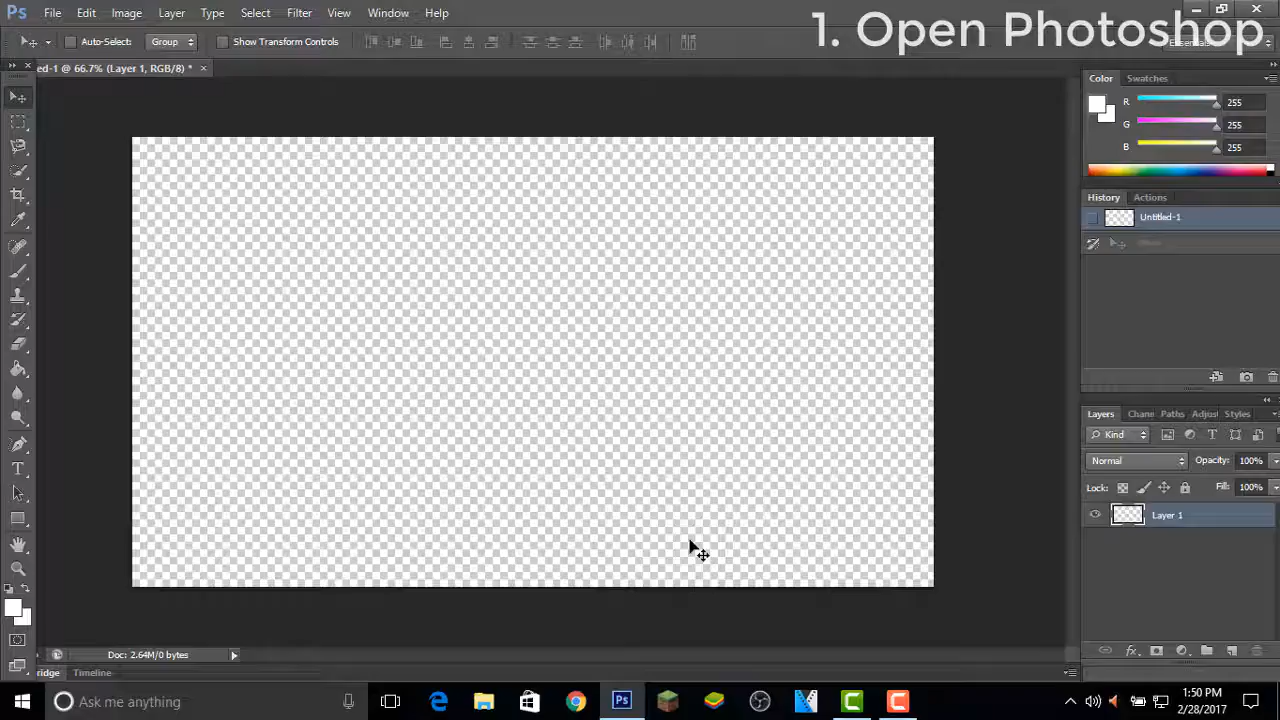 Ps File Edit Image Layer Type Select Filter 3D View Window Help
1. Open Photoshop
Auto-Select: Group Show Transform Controls
ed-1 @ 66.7% (Layer 1, RGB/8) * ×
Color Swatches
R 255
G 255
B 255
History Actions
Untitled-1
Layers Chann Paths Adjus Styles
Kind
Normal Opacity: 100%
Lock: Fill: 100%
Layer 1
Doc: 2.64M/0 bytes
ridge Timeline
Ask me anything
Ps
1:50 PM
2/28/2017